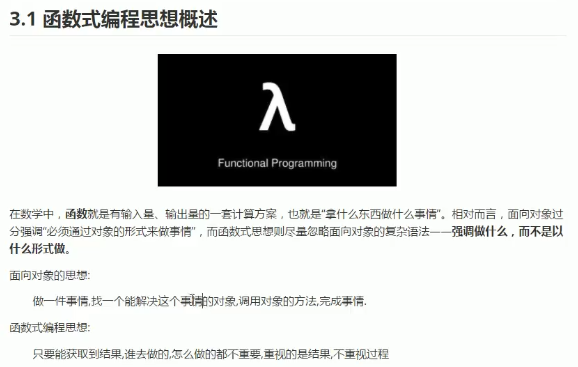 3.1 函数式编程思想概述
λ
Functional Programming
在数学中，函数就是有输入量、输出量的一套计算方案，也就是“拿什么东西做什么事情”。相对而言，面向对象过
分强调“必须通过对象的形式来做事情”，而函数式思想则尽量忽略面向对象的复杂语法——强调做什么，而不是以
什么形式做。
面向对象的思想:
做一件事情,找一个能解决这个事情的对象,调用对象的方法,完成事情.
函数式编程思想:
只要能获取到结果,谁去做的,怎么做的都不重要,重视的是结果,不重视过程